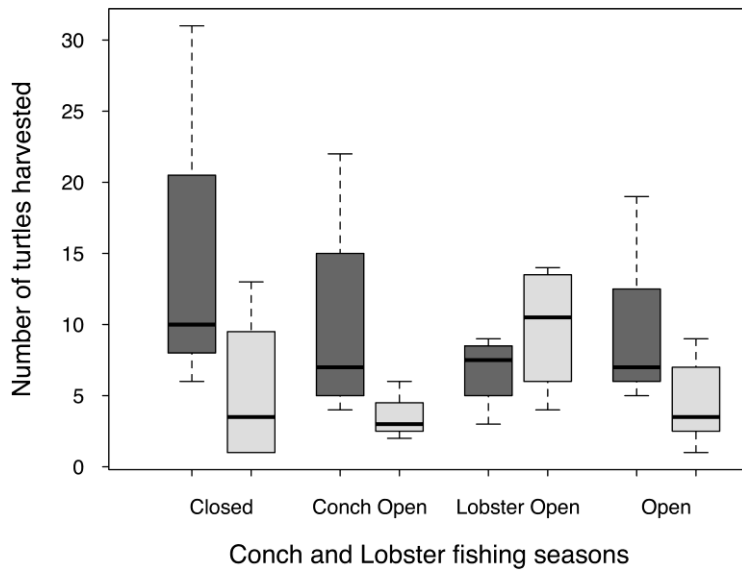 Number of turtles harvested
30
25
20
15
10
5
0
Closed Conch Open Lobster Open Open
Conch and Lobster fishing seasons